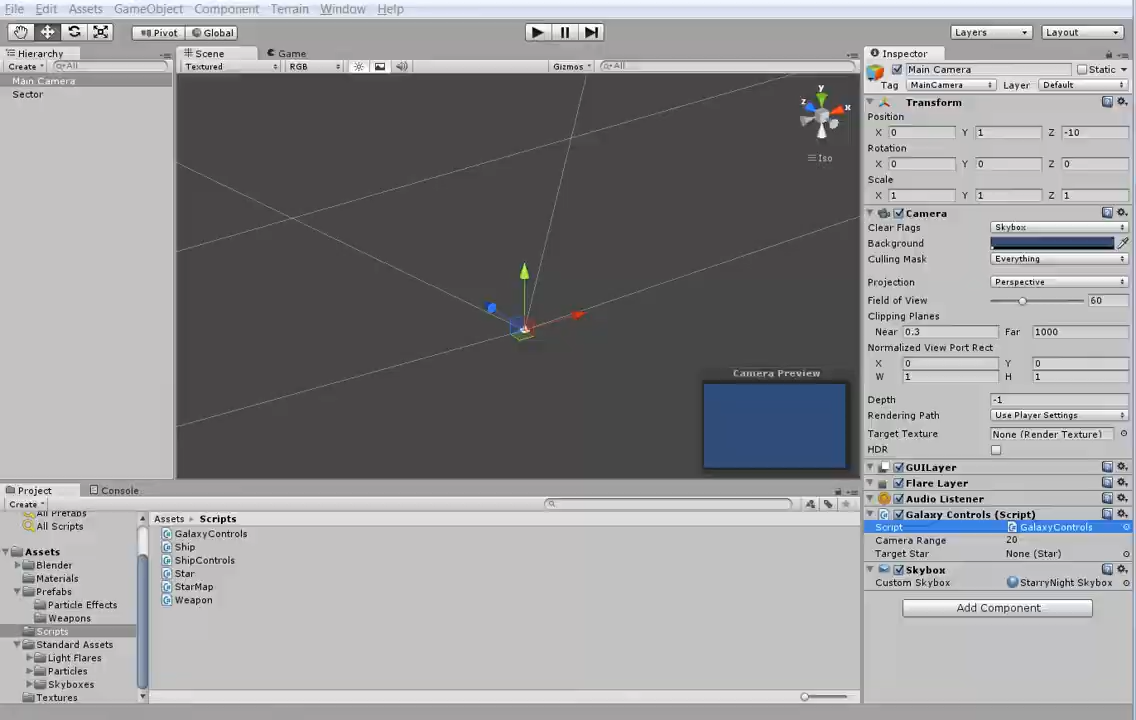 File Edit Assets GameObject Component Terrain Window Help
Pivot Global Layers Layout
Hierarchy
Create All
Main Camera
Sector
Scene Game
Textured RGB Gizmos All
y
z x
Iso
Camera Preview
Project Console
Create
All Prefabs
All Scripts
Assets
Blender
Materials
Prefabs
Particle Effects
Weapons
Scripts
Standard Assets
Light Flares
Particles
Skyboxes
Textures
Assets Scripts
GalaxyControls
Ship
ShipControls
Star
StarMap
Weapon
Inspector
Main Camera Static
Tag MainCamera Layer Default
Transform
Position
X 0 Y 1 Z -10
Rotation
X 0 Y 0 Z 0
Scale
X 1 Y 1 Z 1
Camera
Clear Flags Skybox
Background
Culling Mask Everything
Projection Perspective
Field of View 60
Clipping Planes
Near 0.3 Far 1000
Normalized View Port Rect
X 0 Y 0
W 1 H 1
Depth -1
Rendering Path Use Player Settings
Target Texture None (Render Texture)
HDR
GUILayer
Flare Layer
Audio Listener
Galaxy Controls (Script)
Script GalaxyControls
Camera Range 20
Target Star None (Star)
Skybox
Custom Skybox StarryNight Skybox
Add Component